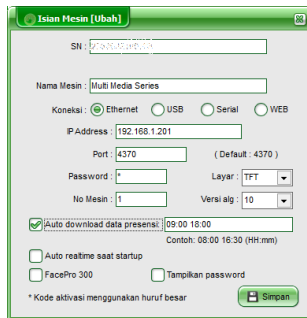 Isian Mesin [Ubah]
SN :
Nama Mesin : Multi Media Series
Koneksi : Ethernet USB Serial WEB
IP Address : 192.168.1.201
Port : 4370 ( Default : 4370 )
Password : * Layar : TFT
No Mesin : 1 Versi alg : 10
Auto download data presensi: 09:00 18:00
Contoh: 08:00 16:30 (HH:mm)
Auto realtime saat startup
FacePro 300 Tampilkan password
* Kode aktivasi menggunakan huruf besar Simpan